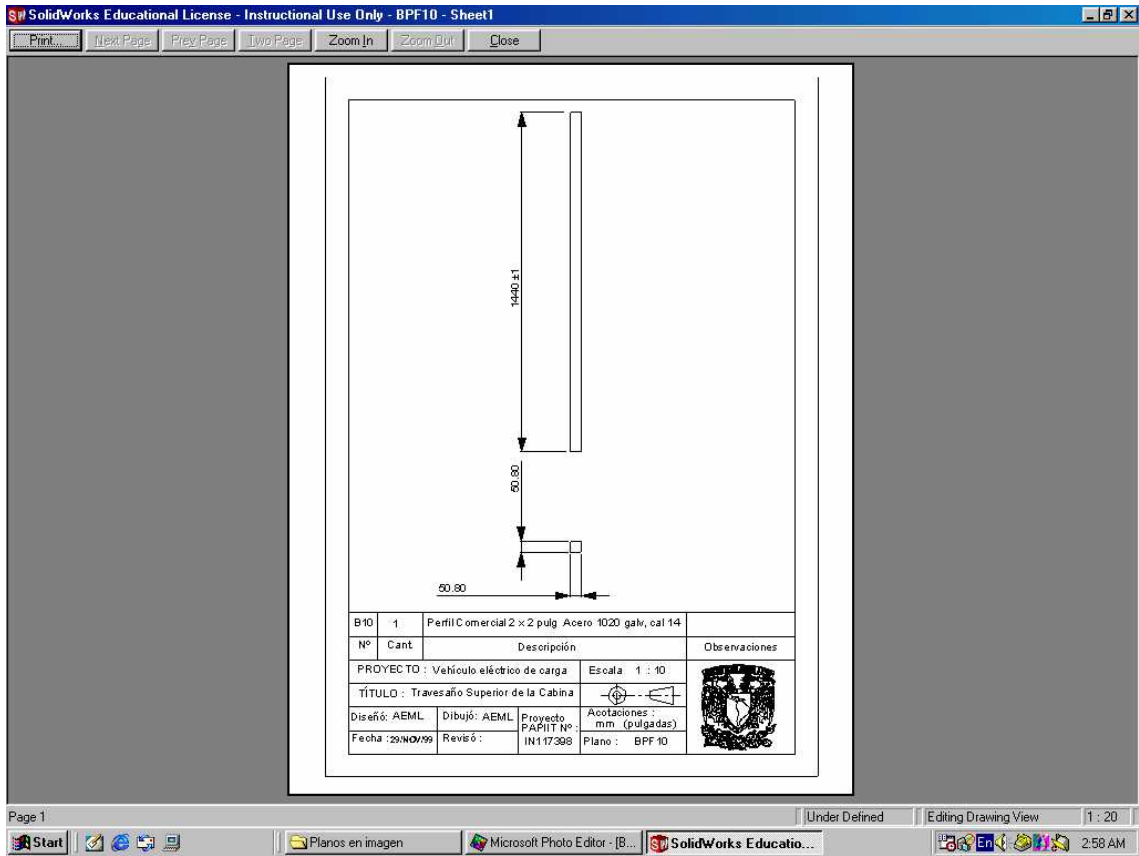 SolidWorks Educational License - Instructional Use Only - BPF10 - Sheet1
Print... Next Page Prev Page Two Page Zoom In Zoom Out Close
1440 ±1
50.80
50.80
B10 1 Perfil Comercial 2 x 2 pulg Acero 1020 galv, cal 14
Nº Cant. Descripción Observaciones
PROYECTO : Vehículo eléctrico de carga Escala 1 : 10
TÍTULO : Travesaño Superior de la Cabina
Diseñó: AEML Dibujó: AEML Proyecto PAPIIT Nº : IN117398 Acotaciones : mm (pulgadas)
Fecha : 29/NOV/99 Revisó : Plano : BPF10
Page 1 Under Defined Editing Drawing View 1 : 20
Start Planos en imagen Microsoft Photo Editor - [B... SolidWorks Educatio... En 2:58 AM